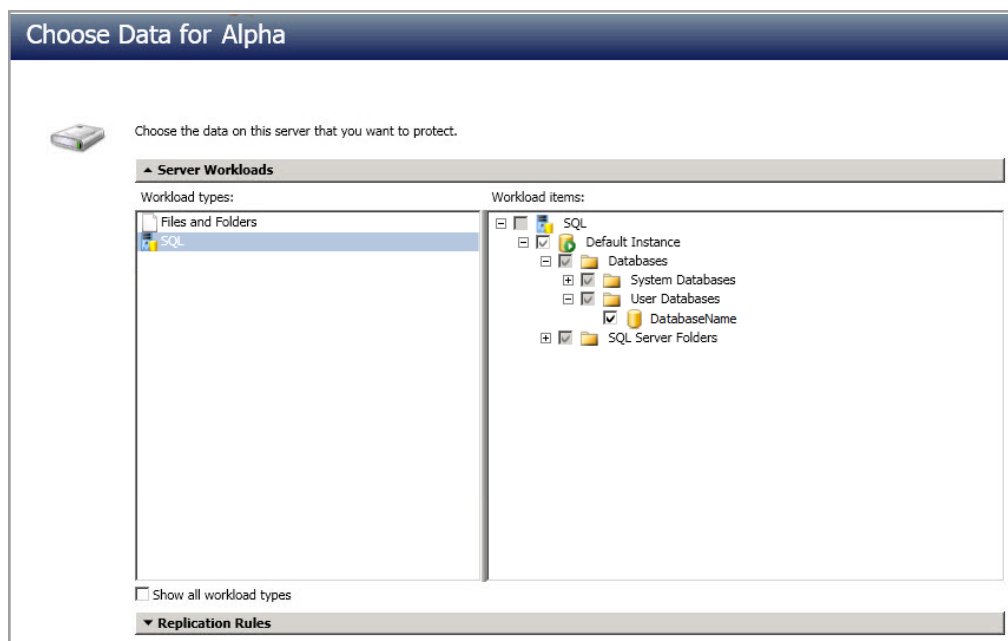 Choose Data for Alpha
Choose the data on this server that you want to protect.
Server Workloads
Workload types:
Workload items:
Files and Folders
SQL
SQL
Default Instance
Databases
System Databases
User Databases
DatabaseName
SQL Server Folders
Show all workload types
Replication Rules